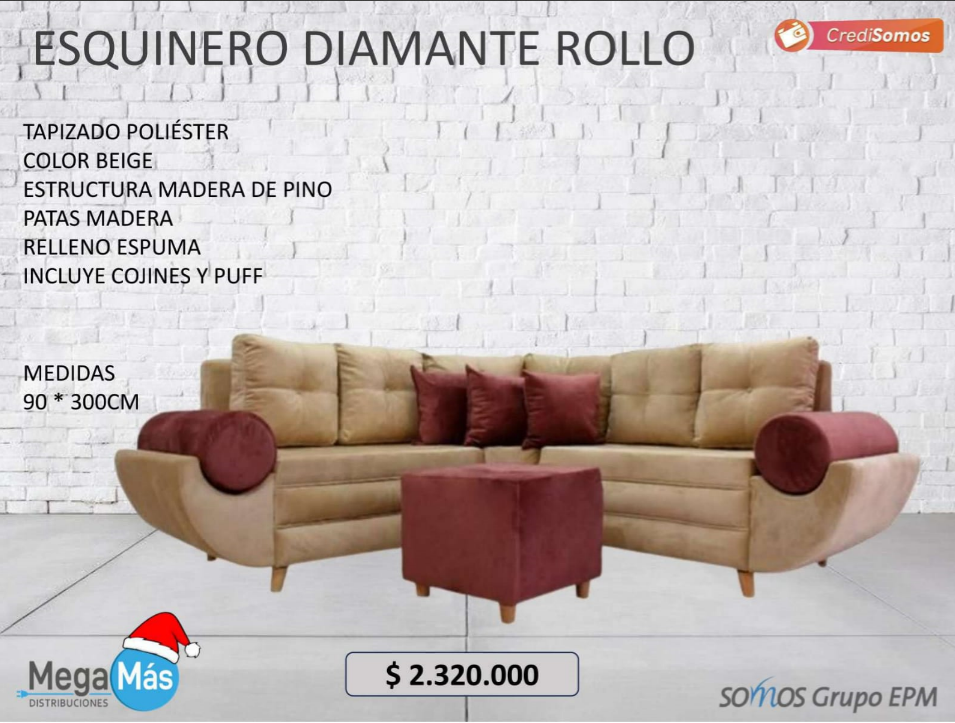 ESQUINERO DIAMANTE ROLLO
CrediSomos
TAPIZADO POLIÉSTER
COLOR BEIGE
ESTRUCTURA MADERA DE PINO
PATAS MADERA
RELLENO ESPUMA
INCLUYE COJINES Y PUFF
MEDIDAS
90 * 300CM
MegaMás
DISTRIBUCIONES
$ 2.320.000
somos Grupo EPM